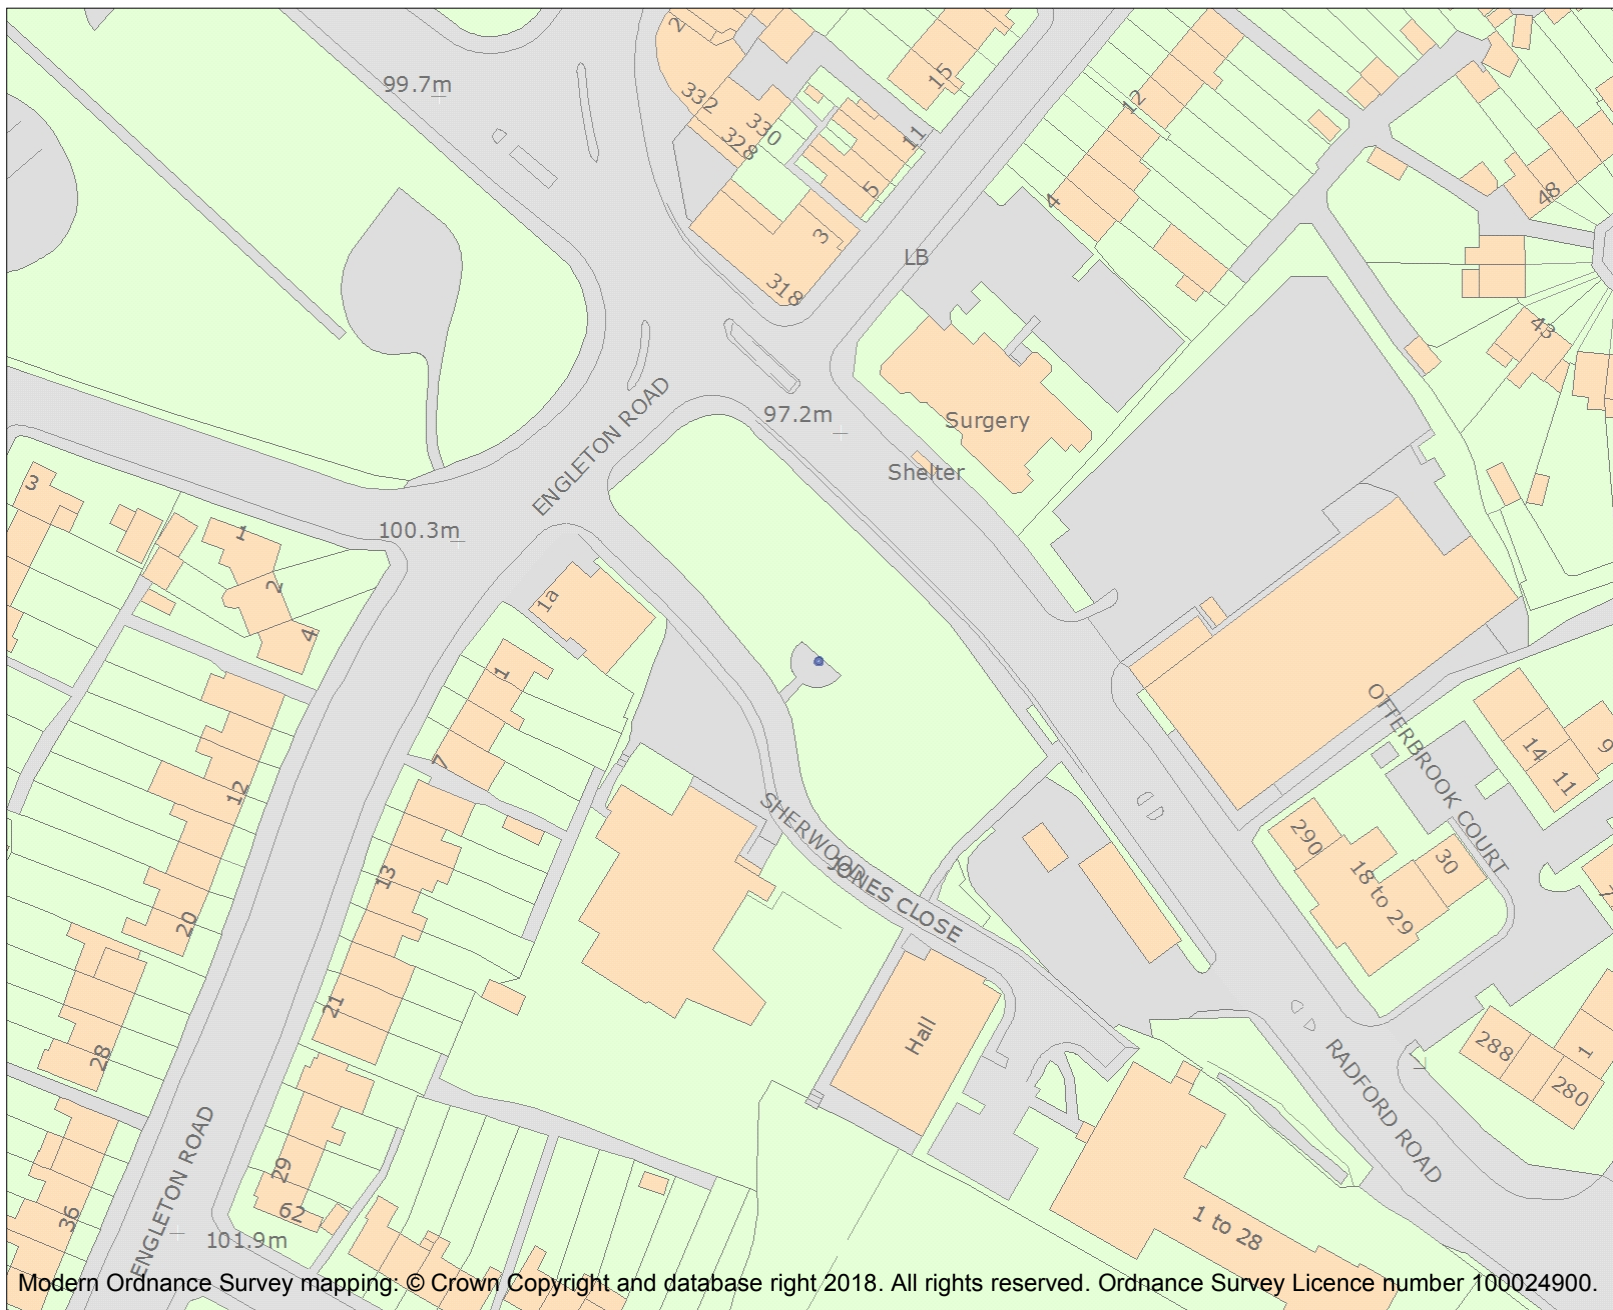 2
99.7m
332
330
328
15
11
5
3
318
12
4
LB
48
43
ENGLETON ROAD
97.2m
Surgery
Shelter
3
1
100.3m
2
4
1a
1
7
12
13
20
21
28
29
62
36
ENGLETON ROAD
101.9m
SHERWOOD
JONES CLOSE
Hall
OTTERBROOK COURT
14
11
9
290
18 to 29
30
7
RADFORD ROAD
288
280
1
1 to 28
Modern Ordnance Survey mapping: © Crown Copyright and database right 2018. All rights reserved. Ordnance Survey Licence number 100024900.